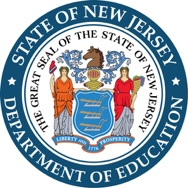 STATE OF NEW JERSEY
THE GREAT SEAL OF THE STATE OF NEW JERSEY
LIBERTY AND PROSPERITY
1776
DEPARTMENT OF EDUCATION